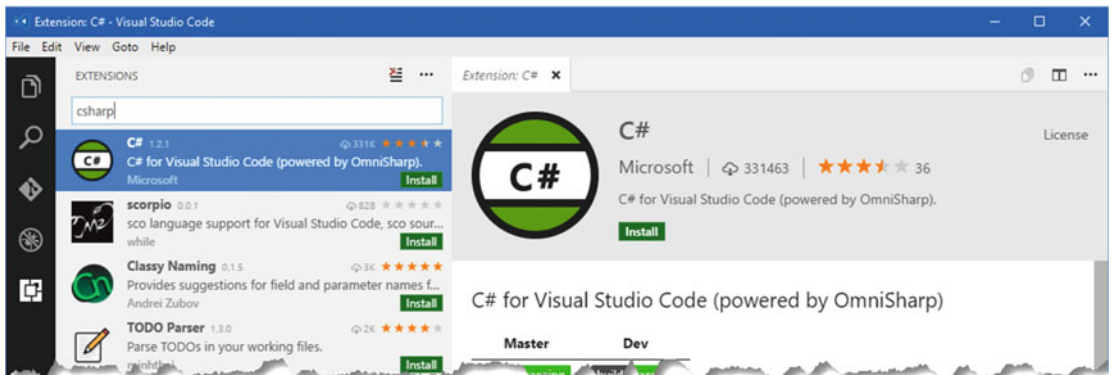 Extension: C# - Visual Studio Code
File Edit View Goto Help
EXTENSIONS
csharp
C# 1.2.1 331K
C# for Visual Studio Code (powered by OmniSharp).
Microsoft Install
scorpio 0.0.1 828
sco language support for Visual Studio Code, sco sour...
while Install
Classy Naming 0.1.5 3K
Provides suggestions for field and parameter names f...
Andrei Zubov Install
TODO Parser 1.3.0 2K
Parse TODOs in your working files.
minhthai Install
Extension: C#
C#
C#
License
Microsoft | 331463 | 36
C# for Visual Studio Code (powered by OmniSharp).
Install
C# for Visual Studio Code (powered by OmniSharp)
Master Dev
build